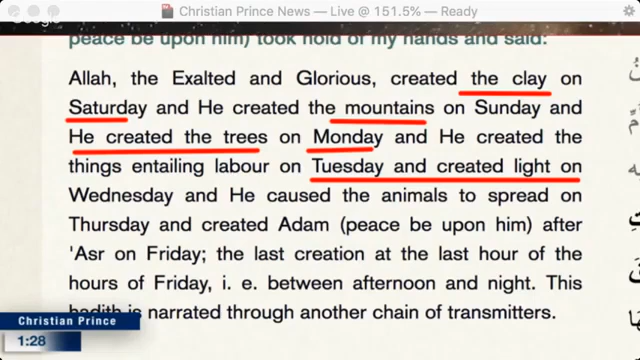 Christian Prince News — Live @ 151.5% — Ready
peace be upon him) took hold of my hands and said:
Allah, the Exalted and Glorious, created the clay on
Saturday and He created the mountains on Sunday and
He created the trees on Monday and He created the
things entailing labour on Tuesday and created light on
Wednesday and He caused the animals to spread on
Thursday and created Adam (peace be upon him) after
'Asr on Friday; the last creation at the last hour of the
hours of Friday, i. e. between afternoon and night. This
hadith is narrated through another chain of transmitters.
Christian Prince
1:28